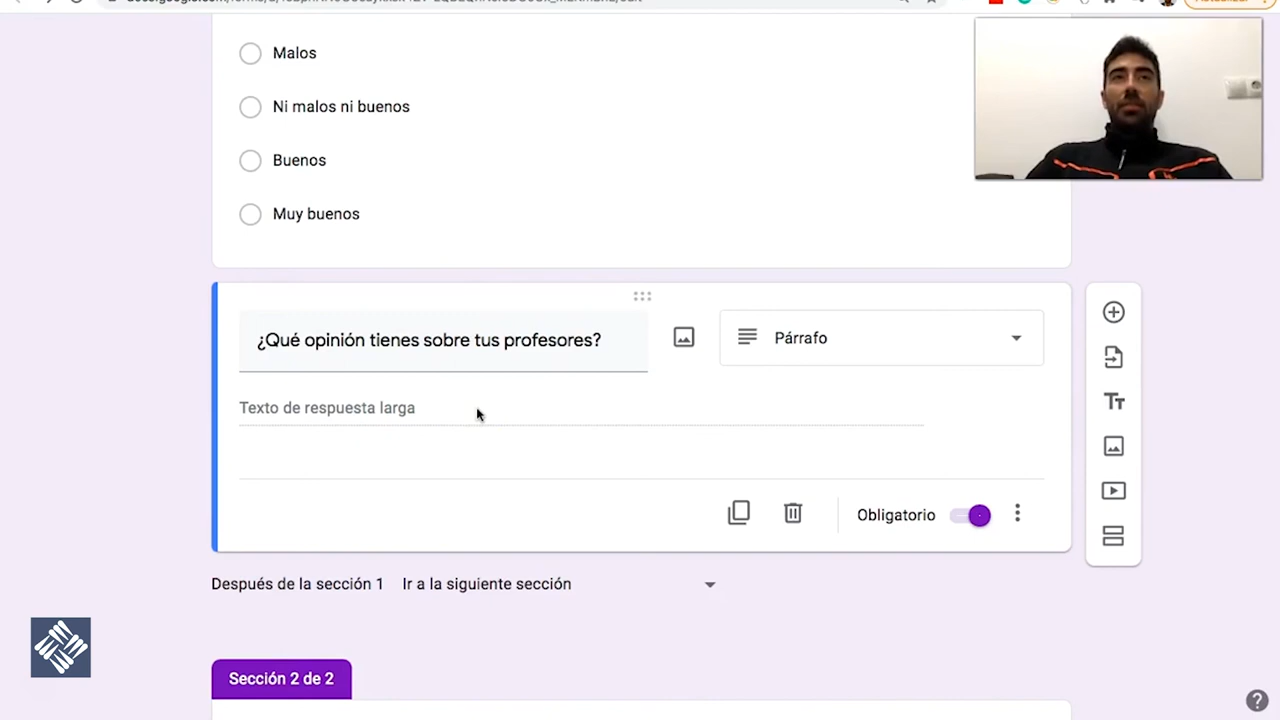 Malos
Ni malos ni buenos
Buenos
Muy buenos
¿Qué opinión tienes sobre tus profesores?
Párrafo
Texto de respuesta larga
Obligatorio
Después de la sección 1 Ir a la siguiente sección
Sección 2 de 2